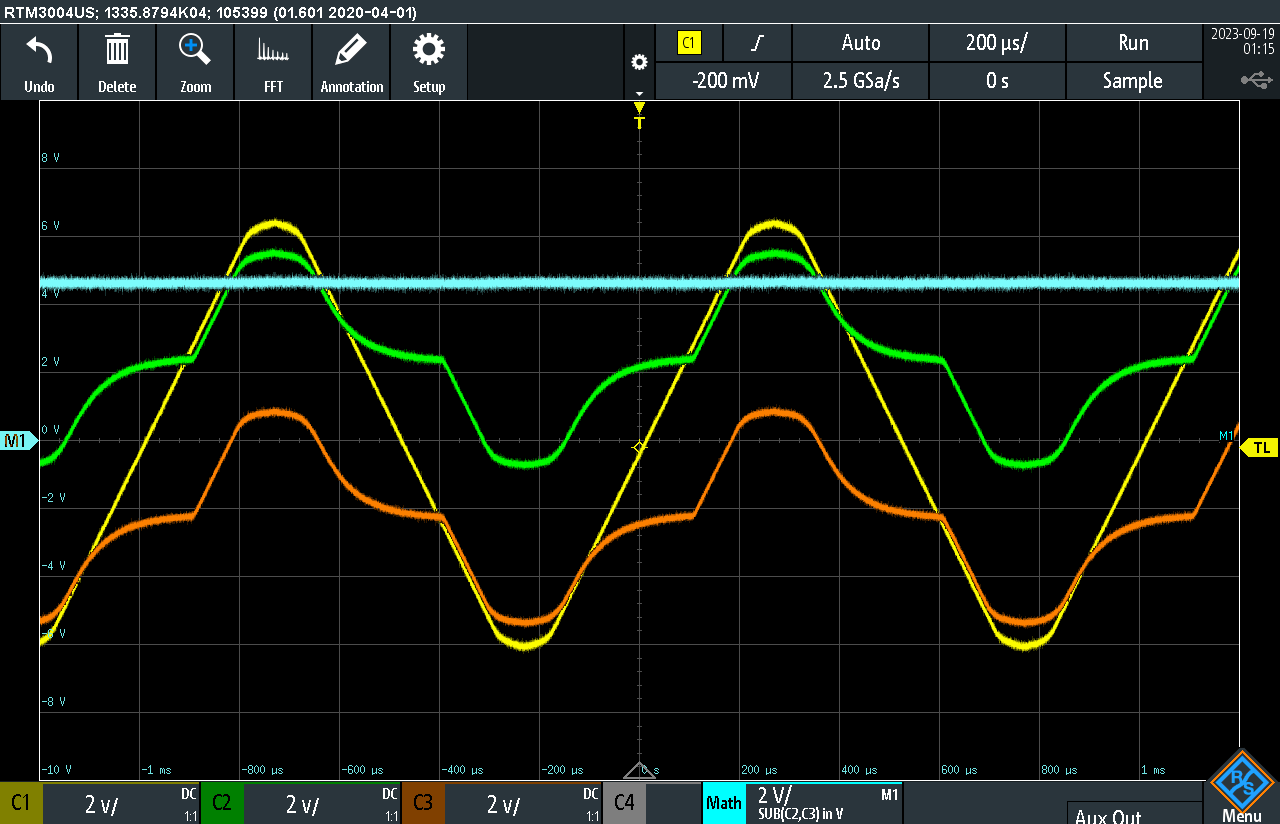 RTM3004US; 1335.8794K04; 105399 (01.601 2020-04-01)
Undo
Delete
Zoom
FFT
Annotation
Setup
C1
Auto
200 µs/
Run
-200 mV
2.5 GSa/s
0 s
Sample
2023-09-19
01:15
T
8 V
6 V
4 V
2 V
0 V
M1
M1
TL
-2 V
-4 V
-6 V
-8 V
-10 V
-1 ms
-800 µs
-600 µs
-400 µs
-200 µs
0 s
200 µs
400 µs
600 µs
800 µs
1 ms
C1
2 V/
DC
1:1
C2
2 V/
DC
1:1
C3
2 V/
DC
1:1
C4
Math
2 V/
M1
SUB(C2,C3) in V
Aux Out
R&S
Menu